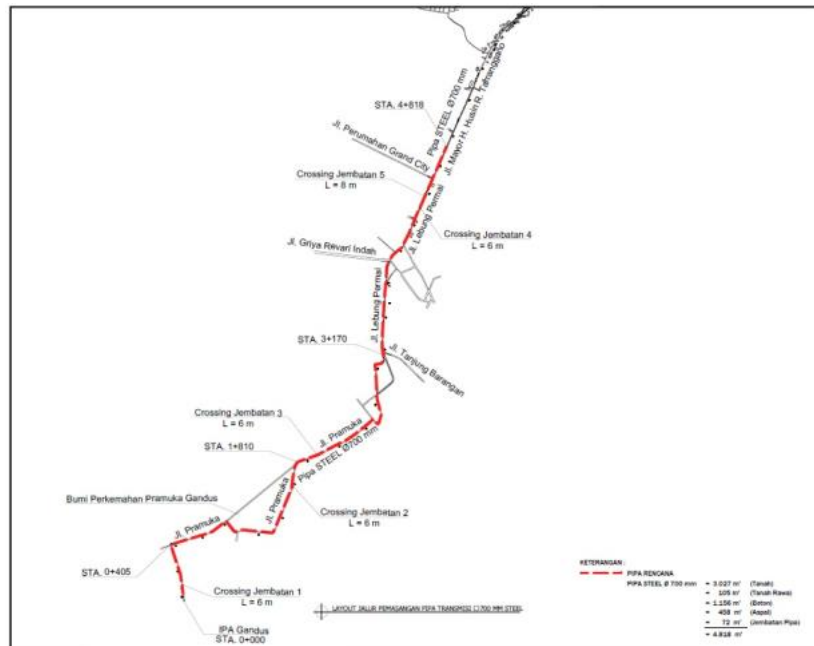 Pipa STEEL Ø700 mm
Jl. Mayor H. Husin R. Tarranggano
STA. 4+818
Jl. Perumahan Grand City
Crossing Jembatan 5
L = 8 m
Jl. Lebung Permai
Crossing Jembatan 4
L = 6 m
Jl. Griya Revari Indah
Jl. Lebung Permai
STA. 3+170
Jl. Tanjung Barangan
Crossing Jembatan 3
L = 6 m
Jl. Pramuka
STA. 1+810
Pipa STEEL Ø700 mm
Bumi Perkemahan Pramuka Gandus
Jl. Pramuka
Crossing Jembatan 2
L = 6 m
Jl. Pramuka
STA. 0+405
Crossing Jembatan 1
L = 6 m
IPA Gandus
STA. 0+000
LAYOUT JALUR PEMASANGAN PIPA TRANSMISI □700 MM STEEL
KETERANGAN :
PIPA RENCANA
PIPA STEEL Ø 700 mm = 3.027 m' (Tanah)
= 105 m' (Tanah Rawa)
= 1.156 m' (Beton)
= 458 m' (Aspal)
= 72 m' (Jembatan Pipa)
= 4.818 m'